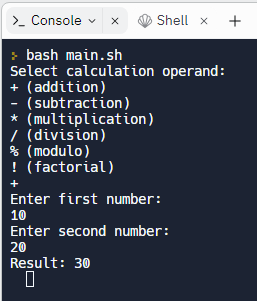 Console
Shell
bash main.sh
Select calculation operand:
+ (addition)
- (subtraction)
* (multiplication)
/ (division)
% (modulo)
! (factorial)
+
Enter first number:
10
Enter second number:
20
Result: 30